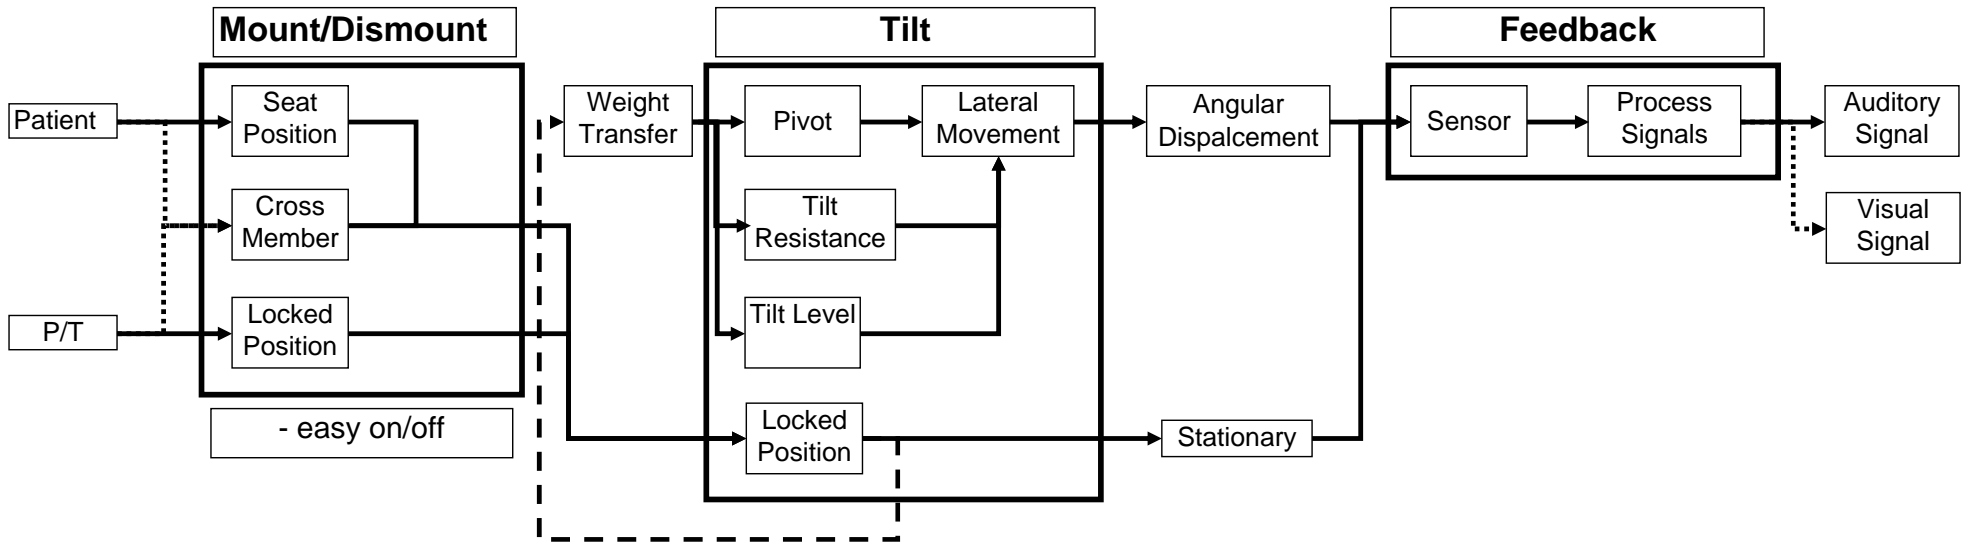 Mount/Dismount
Tilt
Feedback
Patient
Seat
Position
Cross
Member
P/T
Locked
Position
- easy on/off
Weight
Transfer
Pivot
Lateral
Movement
Tilt
Resistance
Tilt Level
Locked
Position
Angular
Dispalcement
Stationary
Sensor
Process
Signals
Auditory
Signal
Visual
Signal